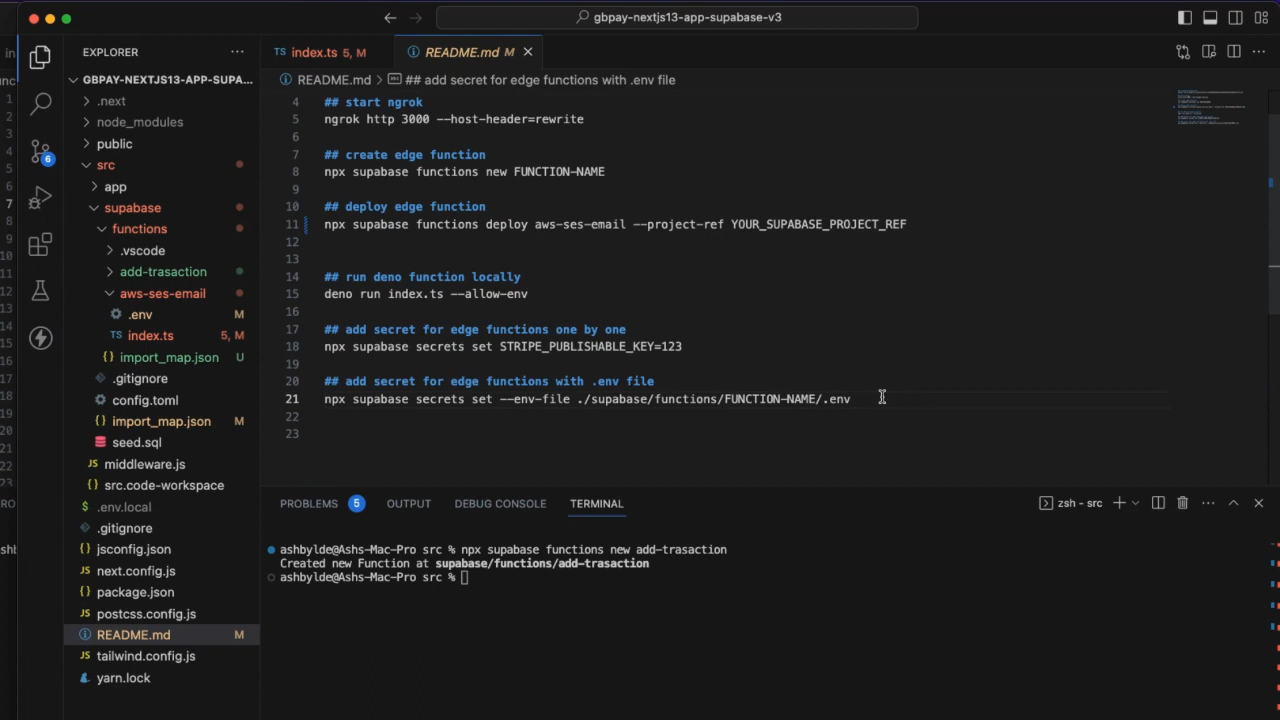 gbpay-nextjs13-app-supabase-v3
EXPLORER
GBPAY-NEXTJS13-APP-SUPA...
.next
node_modules
public
src
app
supabase
functions
.vscode
add-trasaction
aws-ses-email
.env M
index.ts 5, M
import_map.json U
.gitignore
config.toml
import_map.json M
seed.sql
middleware.js
src.code-workspace
.env.local
.gitignore
jsconfig.json
next.config.js
package.json
postcss.config.js
README.md M
tailwind.config.js
yarn.lock
6
TS index.ts 5, M
README.md M
README.md > ## add secret for edge functions with .env file
4 ## start ngrok
5 ngrok http 3000 --host-header=rewrite
6
7 ## create edge function
8 npx supabase functions new FUNCTION-NAME
9
10 ## deploy edge function
11 npx supabase functions deploy aws-ses-email --project-ref YOUR_SUPABASE_PROJECT_REF
12
13
14 ## run deno function locally
15 deno run index.ts --allow-env
16
17 ## add secret for edge functions one by one
18 npx supabase secrets set STRIPE_PUBLISHABLE_KEY=123
19
20 ## add secret for edge functions with .env file
21 npx supabase secrets set --env-file ./supabase/functions/FUNCTION-NAME/.env
22
23
PROBLEMS 5 OUTPUT DEBUG CONSOLE TERMINAL
zsh - src
ashbylde@Ashs-Mac-Pro src % npx supabase functions new add-trasaction
Created new Function at supabase/functions/add-trasaction
ashbylde@Ashs-Mac-Pro src %